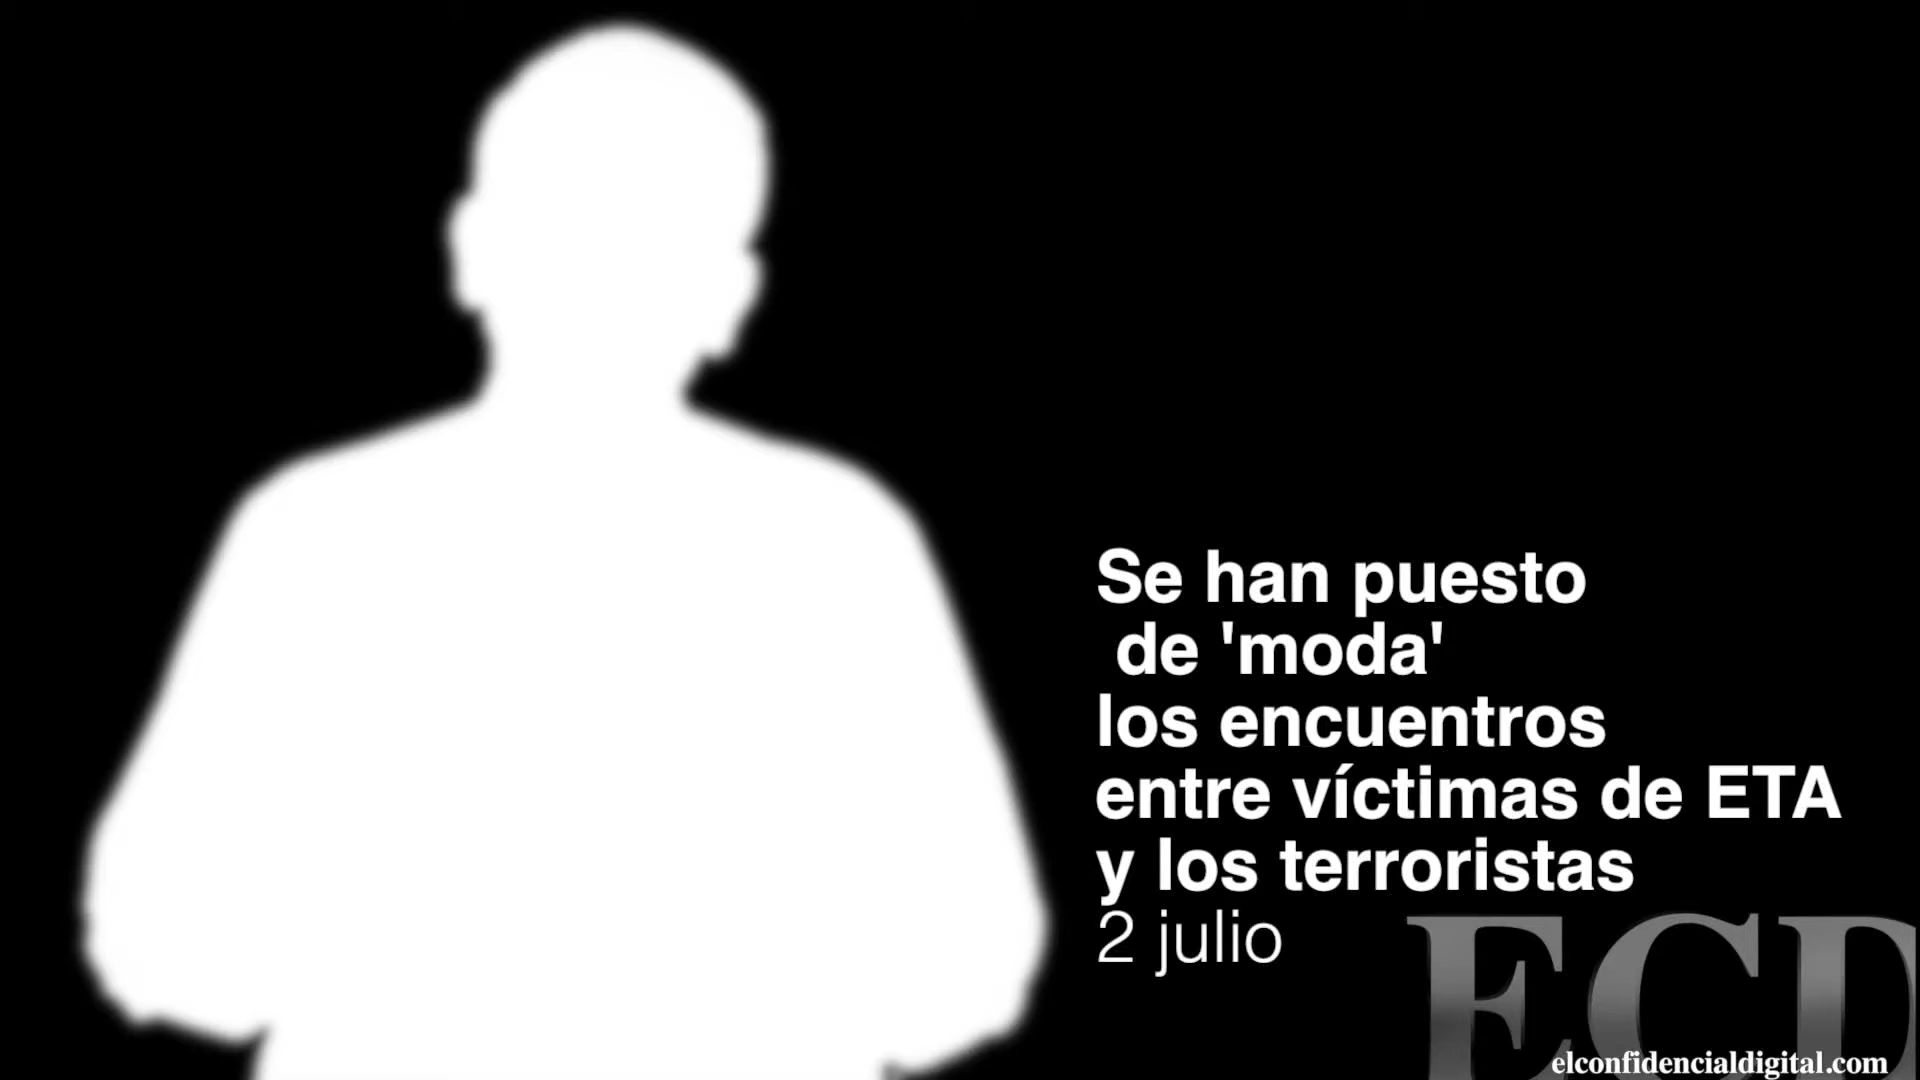 Se han puesto
de 'moda'
los encuentros
entre víctimas de ETA
y los terroristas
2 julio
ECD
elconfidencialdigital.com